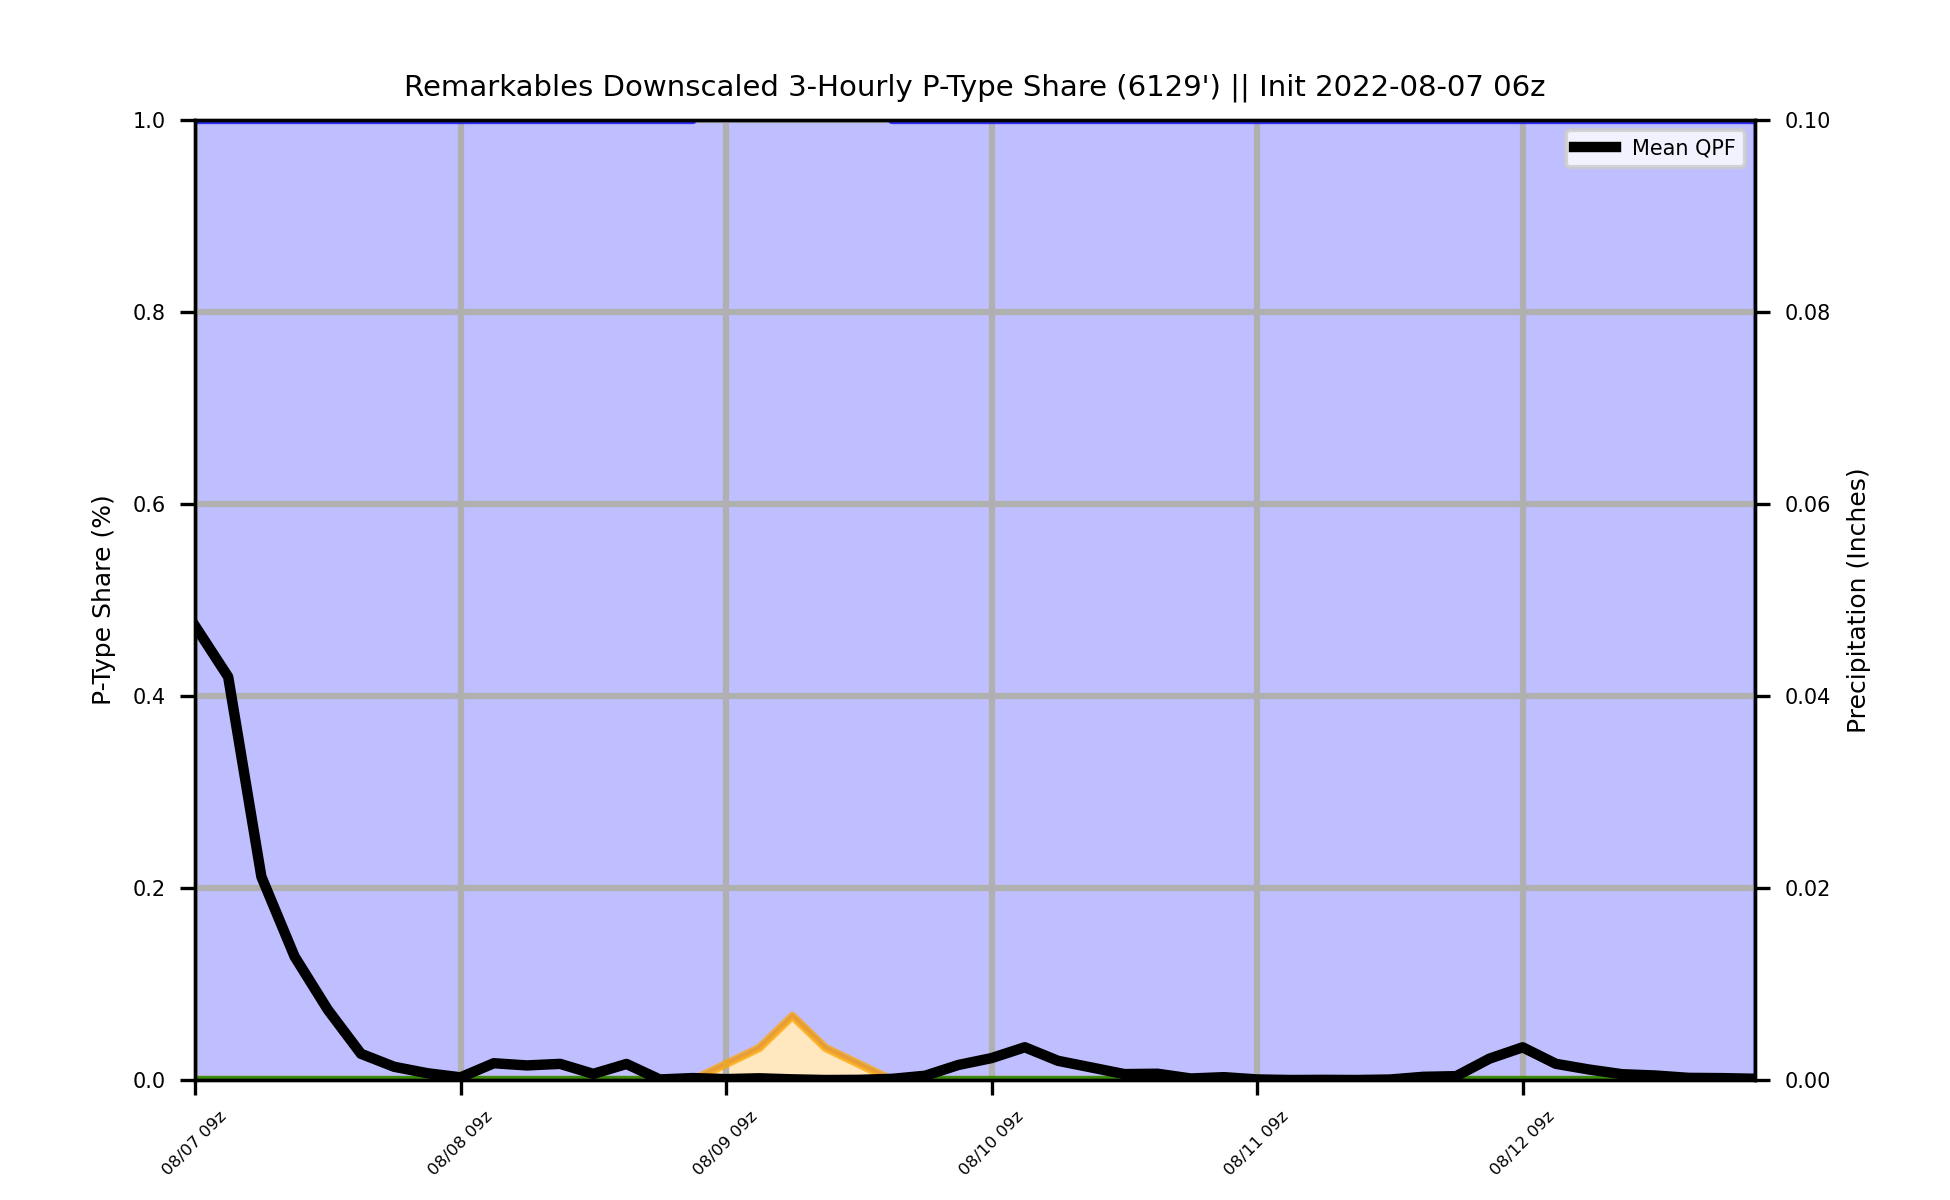 Remarkables Downscaled 3-Hourly P-Type Share (6129') || Init 2022-08-07 06z
Mean QPF
P-Type Share (%)
1.0
0.8
0.6
0.4
0.2
0.0
0.10
0.08
0.06
0.04
0.02
0.00
Precipitation (Inches)
08/07 09z
08/08 09z
08/09 09z
08/10 09z
08/11 09z
08/12 09z